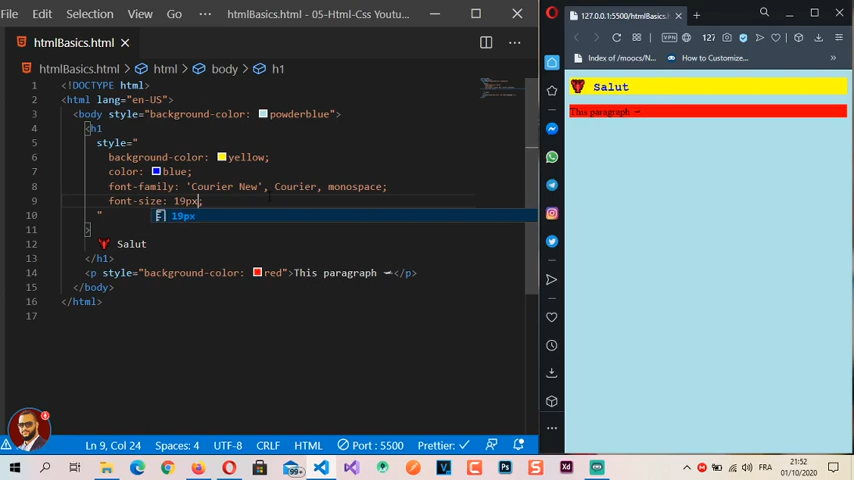 File Edit Selection View Go ··· htmlBasics.html - 05-Html-Css Youtu...
htmlBasics.html
htmlBasics.html > html > body > h1
1 <!DOCTYPE html>
2 <html lang="en-US">
3 <body style="background-color: powderblue">
4 <h1
5 style="
6 background-color: yellow;
7 color: blue;
8 font-family: 'Courier New', Courier, monospace;
9 font-size: 19px;
19px
10 "
11 >
12 Salut
13 </h1>
14 <p style="background-color: red">This paragraph </p>
15 </body>
16 </html>
17
Ln 9, Col 24 Spaces: 4 UTF-8 CRLF HTML Port : 5500 Prettier: ✓
127.0.0.1:5500/htmlBasics.h
VPN 127
Index of /moocs/N... How to Customize... »
Salut
This paragraph
99+ V Ps S Xd
FRA
21:52
01/10/2020